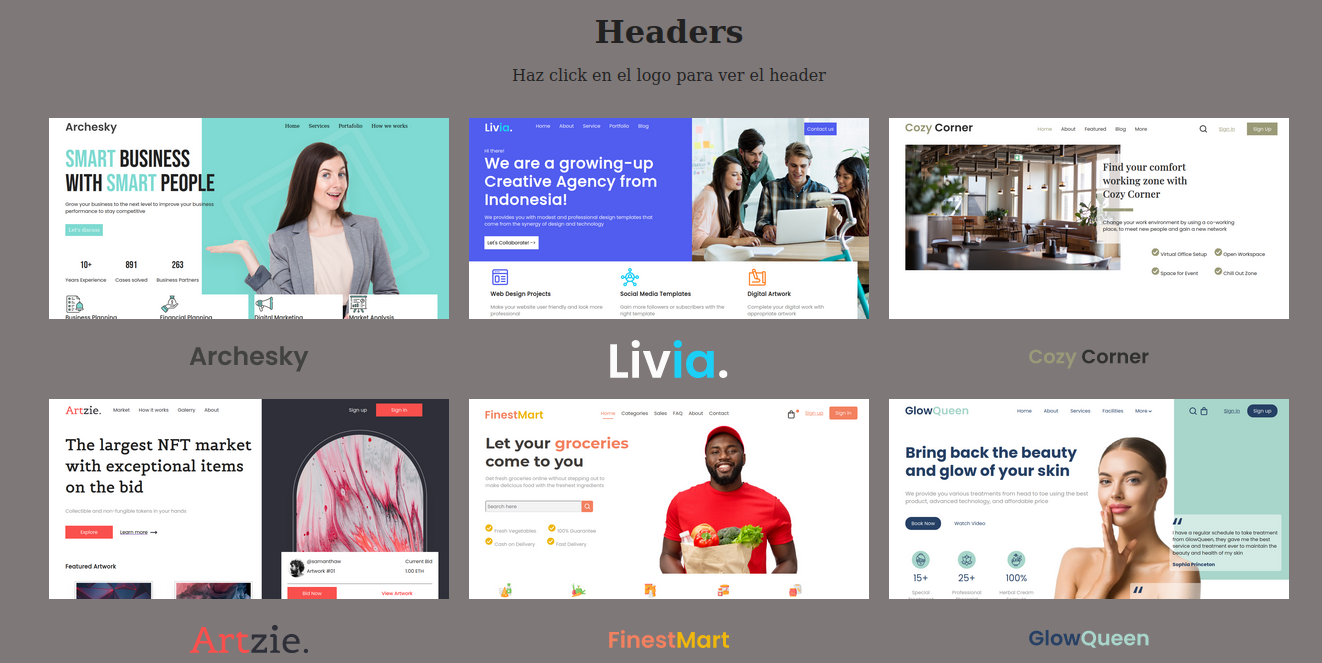 Headers
Haz click en el logo para ver el header
Archesky
Home Services Portafolio How we works
SMART BUSINESS
WITH SMART PEOPLE
Grow your business to the next level to improve your business
performance to stay competitive
Let's discuss
10+ 891 263
Years Experience Cases solved Business Partners
Business Planning Financial Planning Digital Marketing Market Analysis
Livia.
Home About Service Portfolio Blog
Contact us
Hi there!
We are a growing-up
Creative Agency from
Indonesia!
We provides you with modest and professional design templates that
come from the synergy of design and technology
Let's Collaborate!
Web Design Projects Social Media Templates Digital Artwork
Make your website user friendly and look more
professional
Gain more followers or subscribers with the
right template
Complete your digital work with
appropriate artwork
Cozy Corner
Home About Featured Blog More
Sign in Sign Up
Find your comfort
working zone with
Cozy Corner
Change your work environment by using a co-working
place, to meet new people and gain a new network
Virtual Office Setup Open Workspace
Space for Event Chill Out Zone
Archesky
Livia.
Cozy Corner
Artzie.
Market How it works Galerry About
Sign up Sign in
The largest NFT market
with exceptional items
on the bid
Collectible and non fungible tokens in your hands
Explore Learn more
Featured Artwork
@samanthaw Current Bid
Artwork #01 1.00 ETH
Bid Now View Artwork
FinestMart
Home Categories Sales FAQ About Contact
Sign up Sign in
Let your groceries
come to you
Get fresh groceries online without stepping out to
make delicious food with the freshest ingredients
Search here
Fresh Vegetables 100% Guarantee
Cash on Delivery Fast Delivery
GlowQueen
Home About Services Facilities More
Sign in Sign up
Bring back the beauty
and glow of your skin
We provide you various treatments from head to toe using the best
product, advanced technology, and affordable price
Book Now Watch Video
15+ 25+ 100%
Special Professional Herbal Cream
I have a regular schedule to take treatment
from GlowQueen, they gave me the best
service and treatment ever to maintain the
beauty and health of my skin
Sophia Princeton
Artzie.
FinestMart
GlowQueen